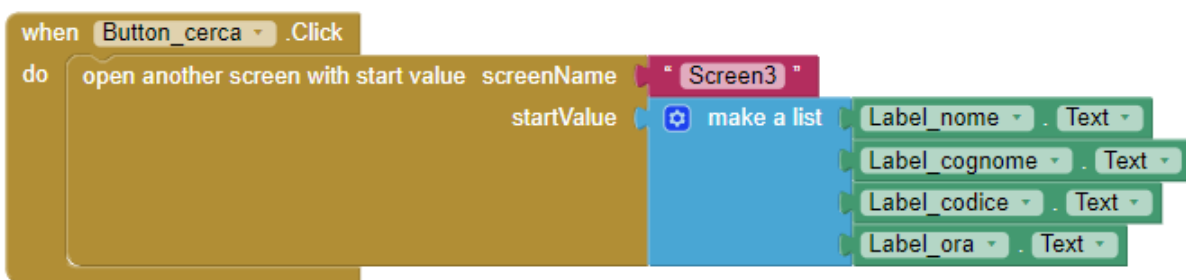 when Button_cerca .Click
do open another screen with start value screenName " Screen3 "
startValue make a list Label_nome . Text
Label_cognome . Text
Label_codice . Text
Label_ora . Text